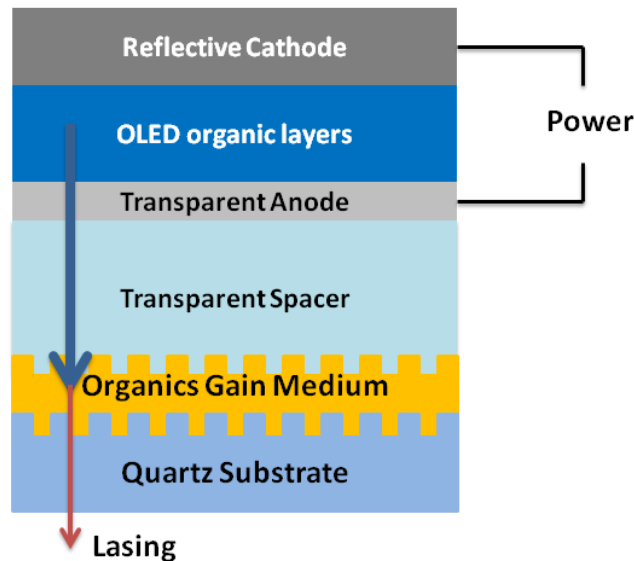 Reflective Cathode
Power
OLED organic layers
Transparent Anode
Transparent Spacer
Organics Gain Medium
Quartz Substrate
Lasing